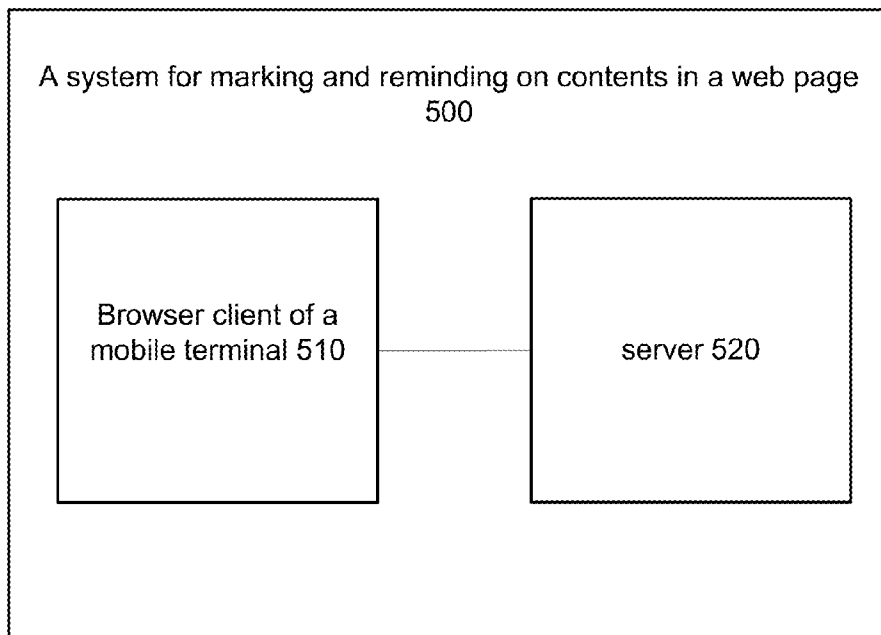 A system for marking and reminding on contents in a web page
500
Browser client of a
mobile terminal 510
server 520